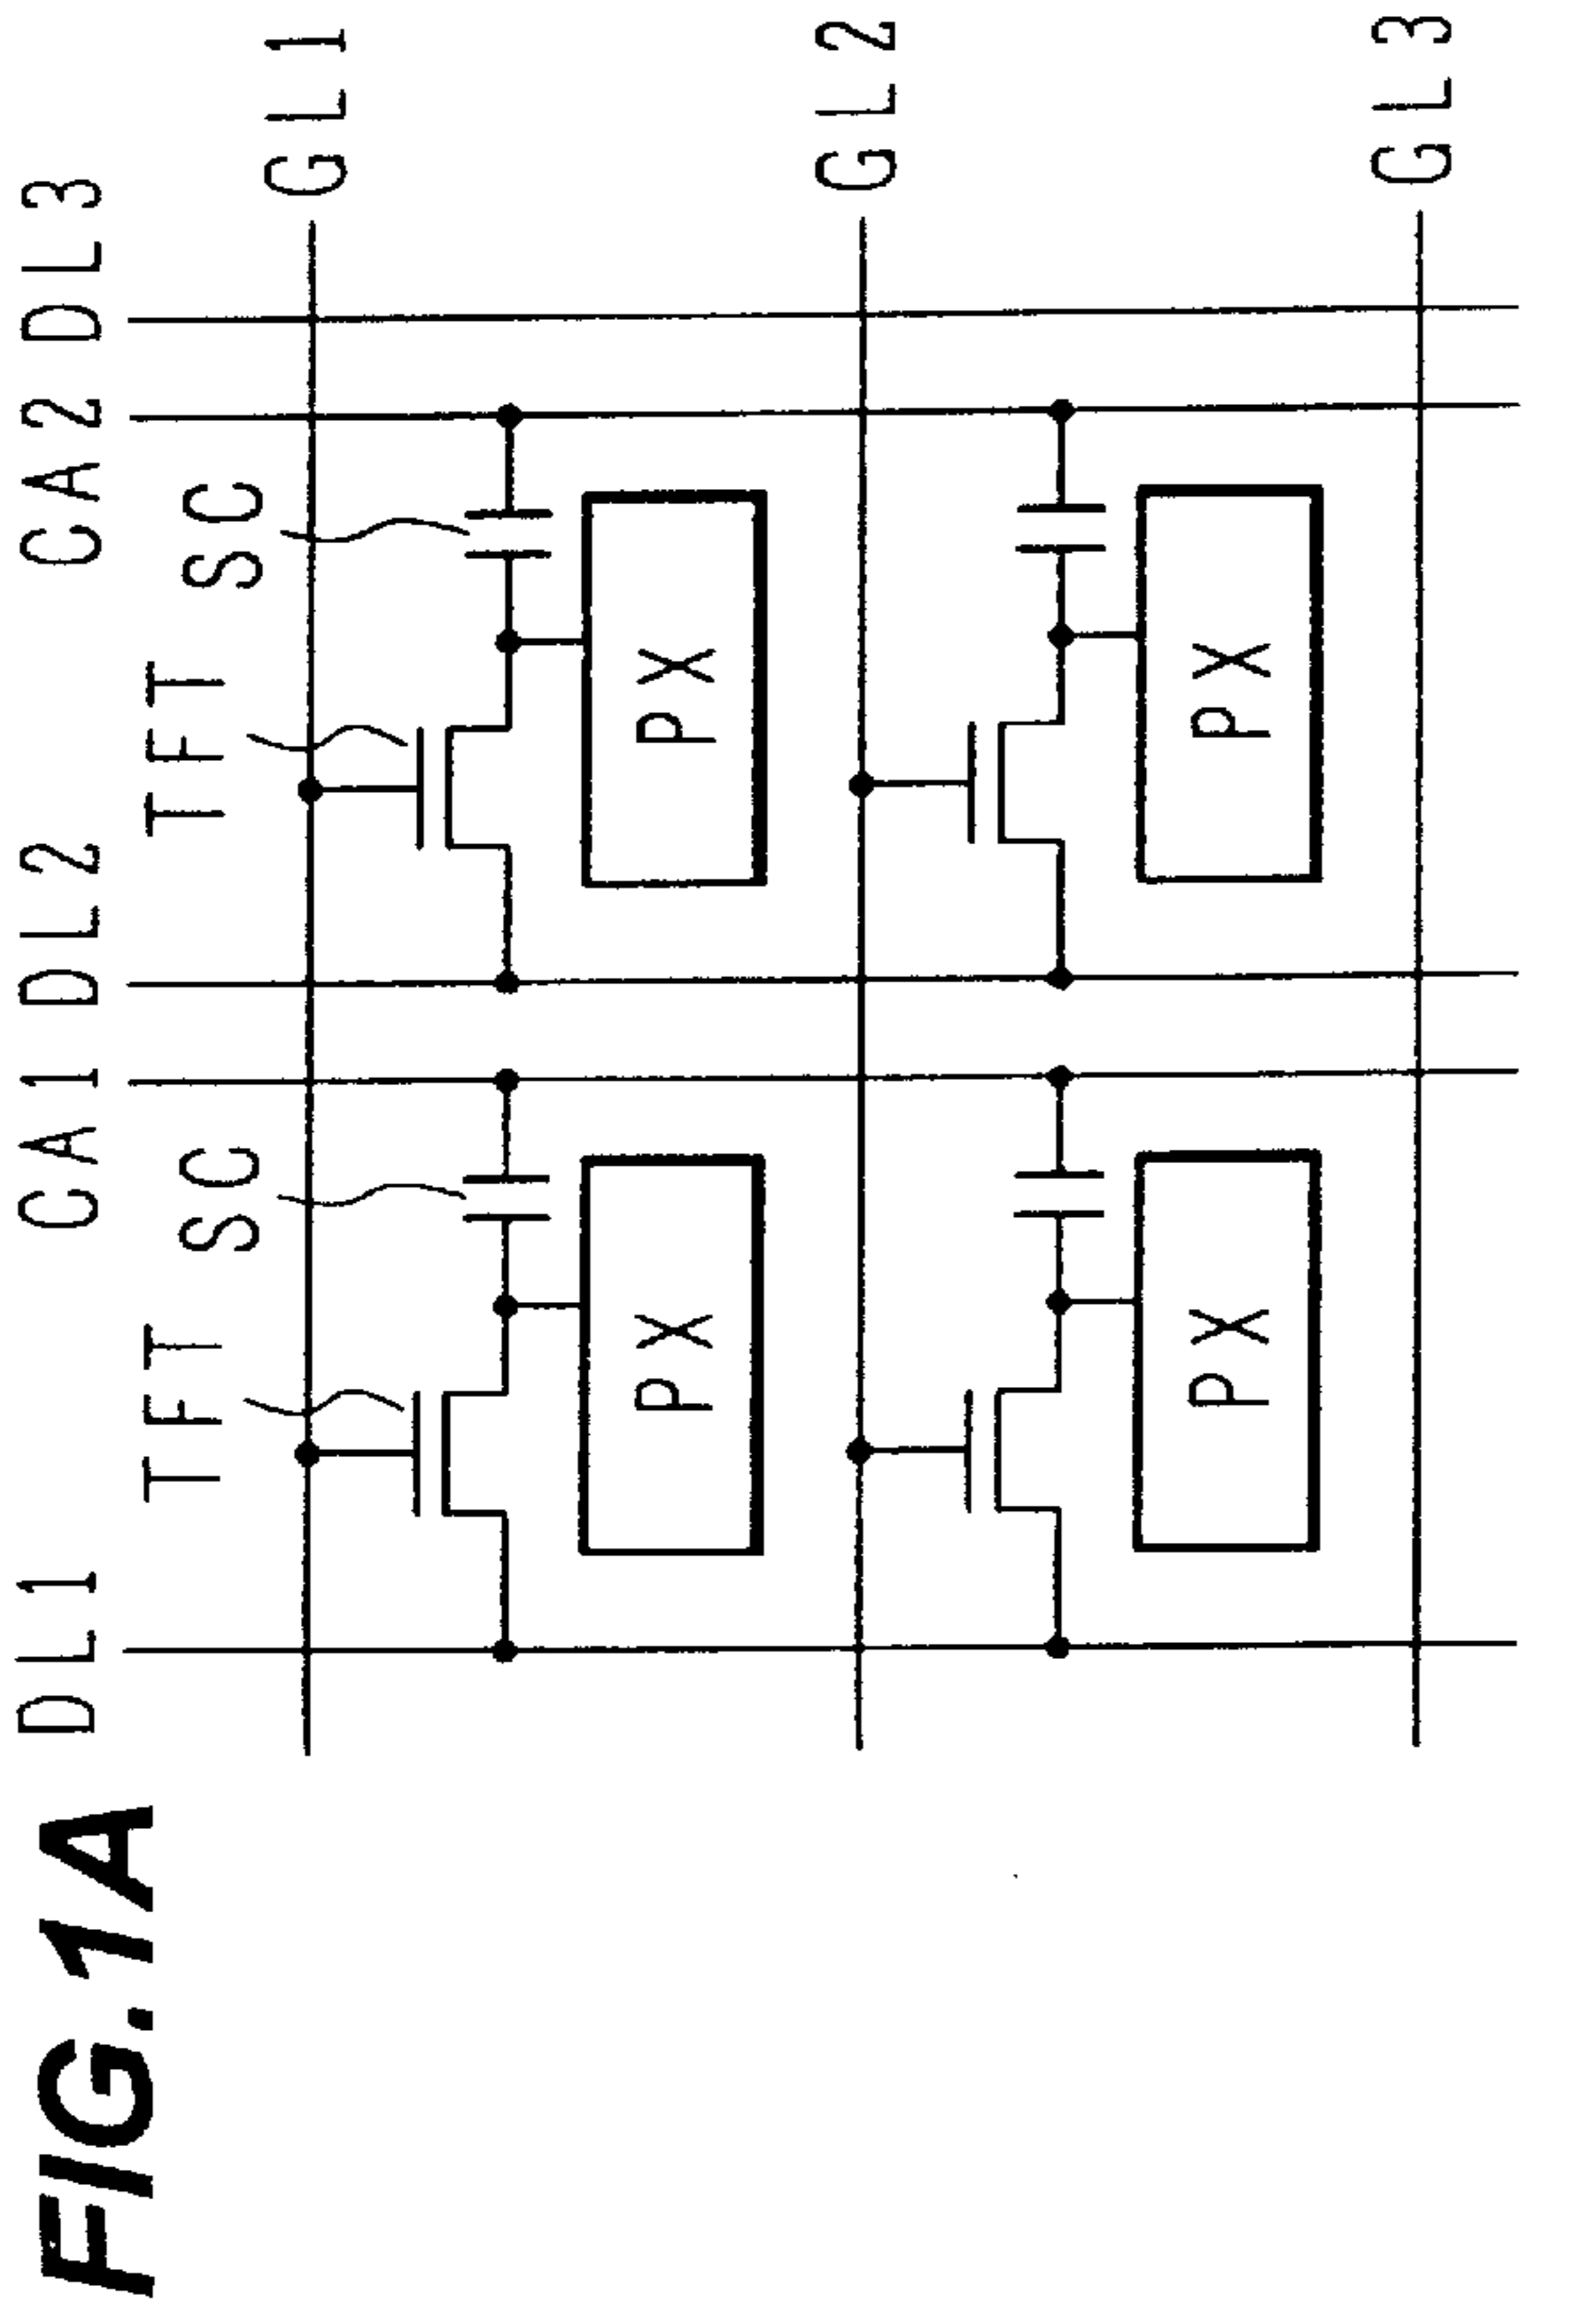 FIG.1A
DL1 CA1 DL2 CA2 DL3
TFT SC TFT SC
GL1
PX PX
GL2
PX PX
GL3